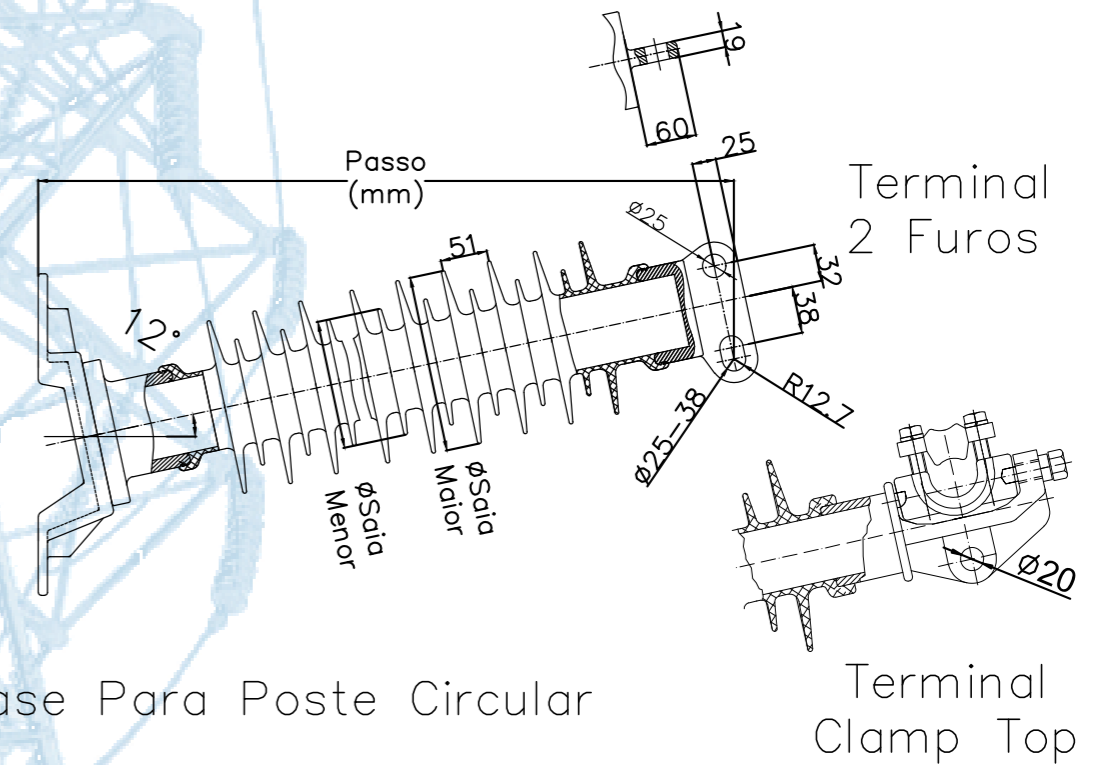 19
60
25
Passo
(mm)
Terminal
2 Furos
ø25
51
32
38
12°
R12.7
ø25-38
øSaia
Maior
øSaia
Menor
ø20
ase Para Poste Circular
Terminal
Clamp Top